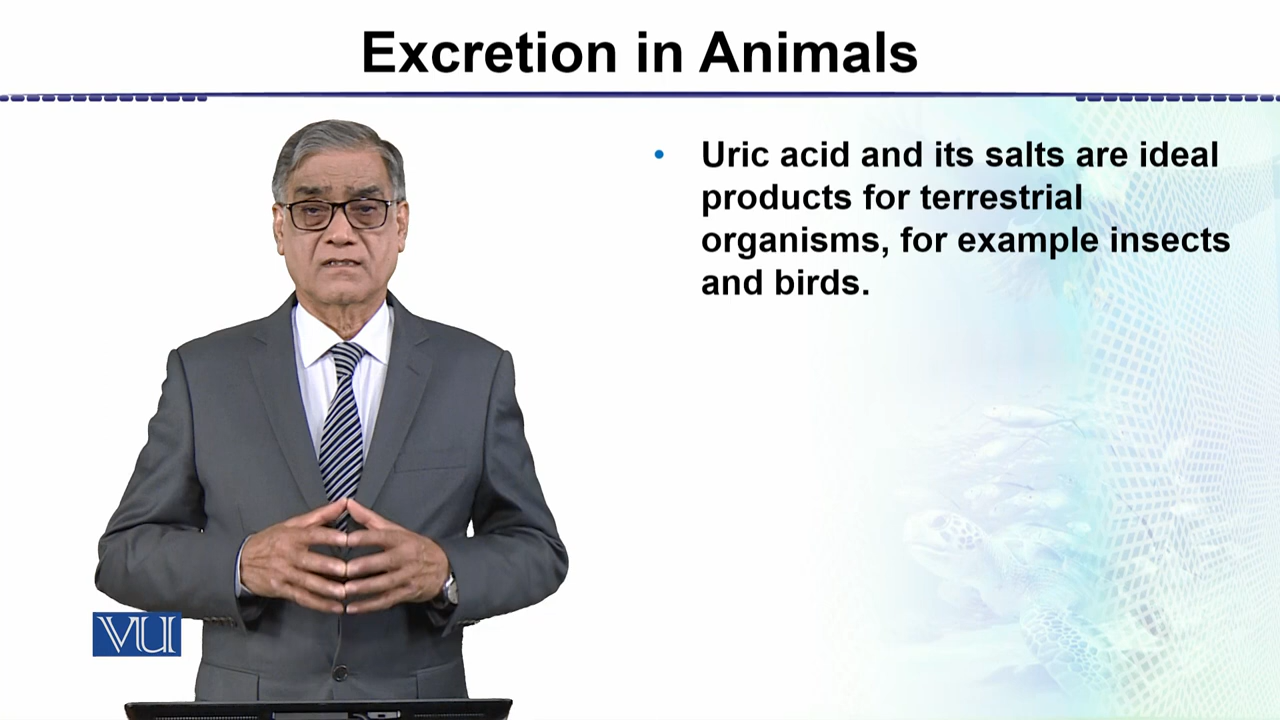 Excretion in Animals
• Uric acid and its salts are ideal
products for terrestrial
organisms, for example insects
and birds.
VU